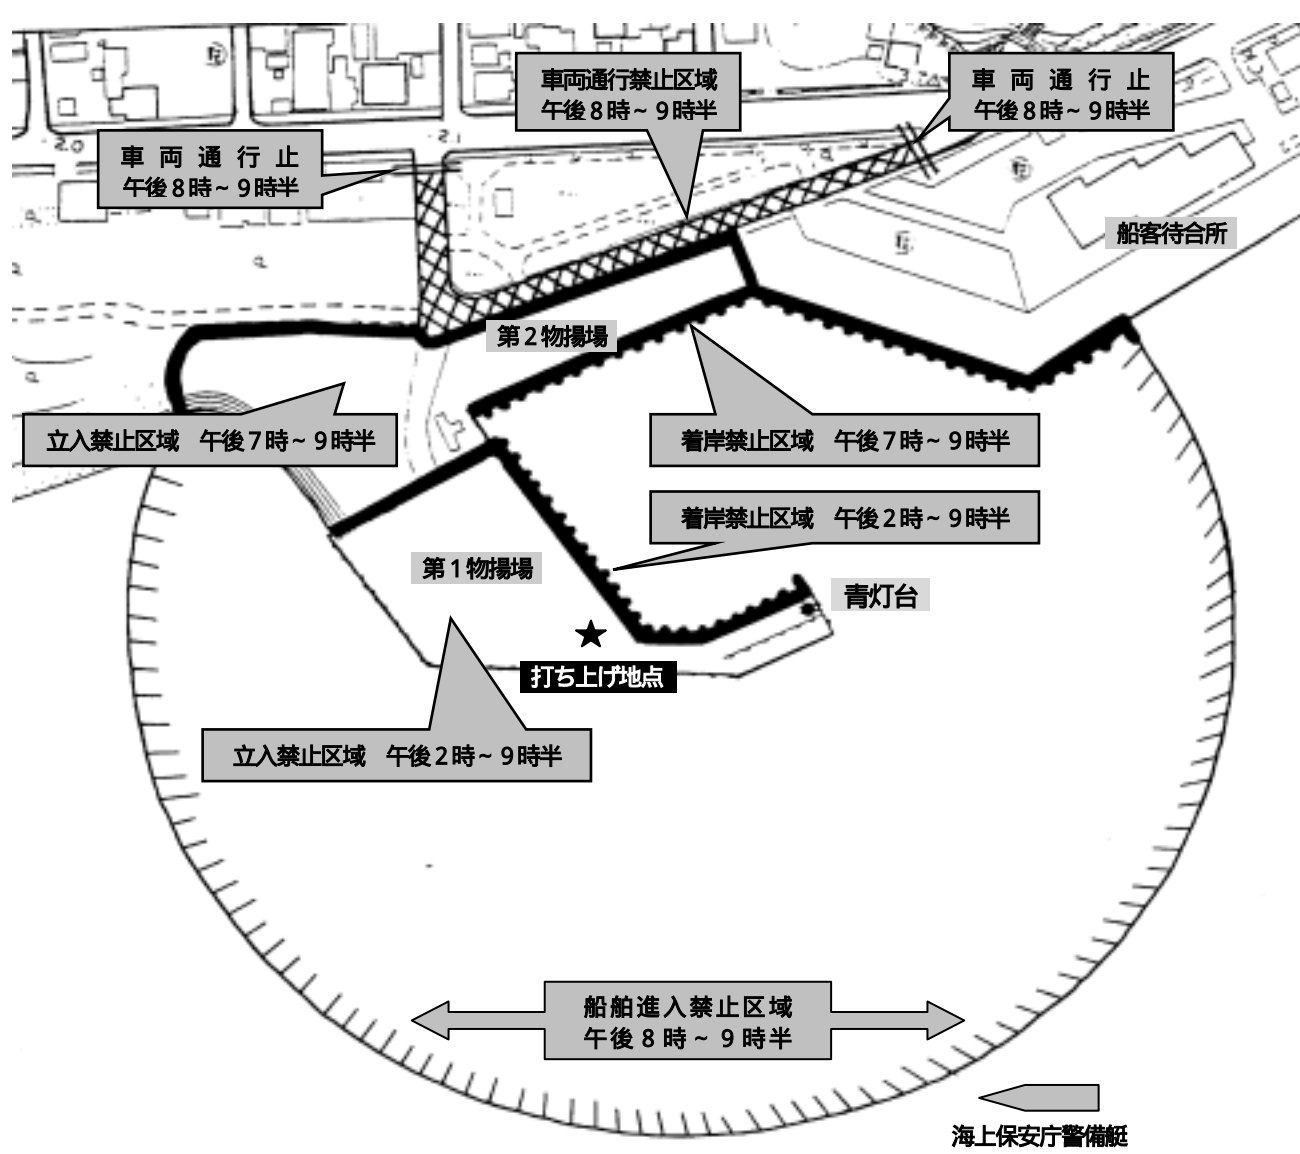 車両通行禁止区域
午後８時～９時半
車両通行止
午後８時～９時半
車両通行止
午後８時～９時半
２０
２１
船客待合所
第２物揚場
立入禁止区域　午後７時～９時半
着岸禁止区域　午後７時～９時半
着岸禁止区域　午後２時～９時半
第１物揚場
青灯台
★
打ち上げ地点
立入禁止区域　午後２時～９時半
船舶進入禁止区域
午後８時～９時半
海上保安庁警備艇